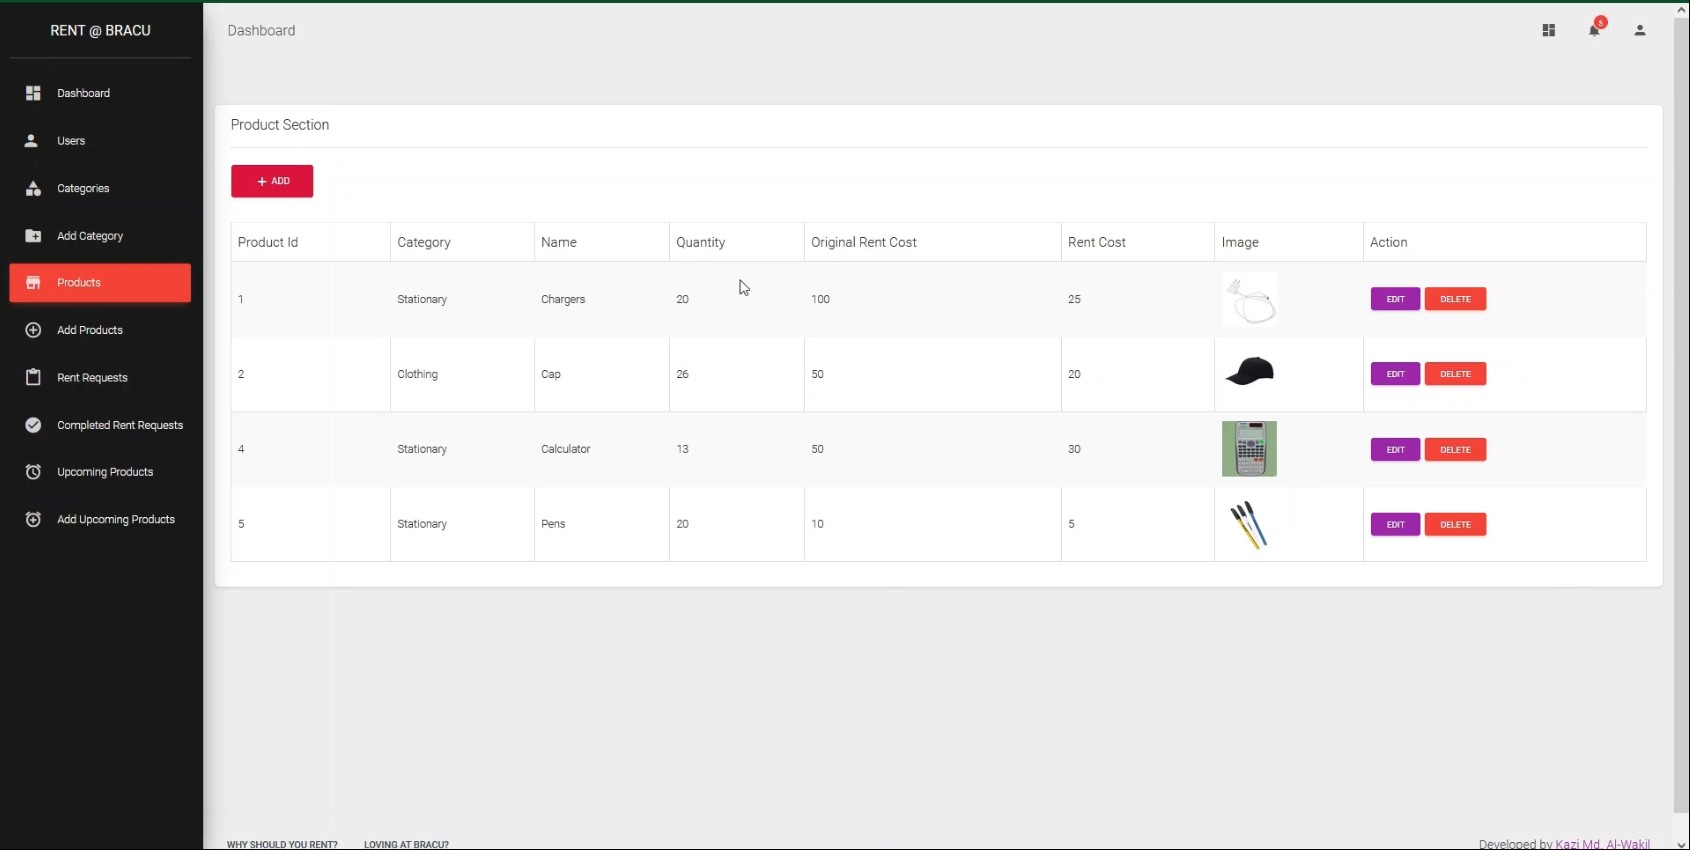 RENT @ BRACU
Dashboard
Users
Categories
Add Category
Products
Add Products
Rent Requests
Completed Rent Requests
Upcoming Products
Add Upcoming Products
Dashboard
5
Product Section
+ ADD
Product Id Category Name Quantity Original Rent Cost Rent Cost Image Action
1 Stationary Chargers 20 100 25 EDIT DELETE
2 Clothing Cap 26 50 20 EDIT DELETE
4 Stationary Calculator 13 50 30 EDIT DELETE
5 Stationary Pens 20 10 5 EDIT DELETE
WHY SHOULD YOU RENT? LOVING AT BRACU? Developed by Kazi Md. Al-Wakil